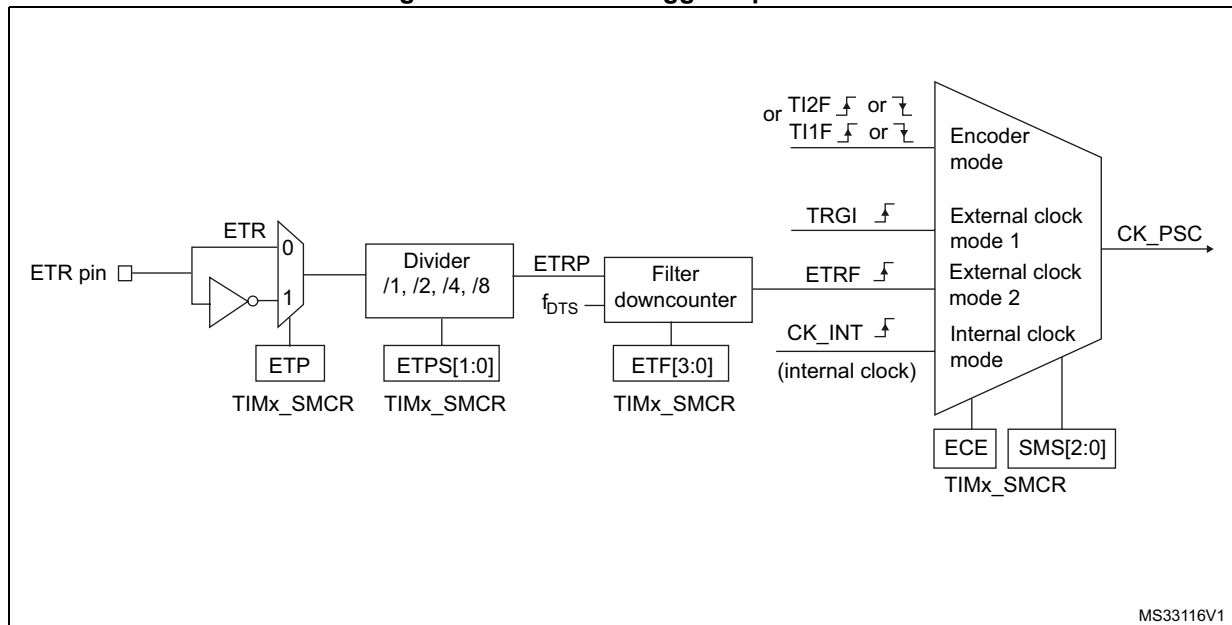 or TI2F or
TI1F or
Encoder
mode
TRGI
External clock
mode 1
CK_PSC
ETR
0
ETR pin
1
Divider
/1, /2, /4, /8
ETRP
fDTS
Filter
downcounter
ETRF
External clock
mode 2
CK_INT
(internal clock)
Internal clock
mode
ETP
TIMx_SMCR
ETPS[1:0]
TIMx_SMCR
ETF[3:0]
TIMx_SMCR
ECE
SMS[2:0]
TIMx_SMCR
MS33116V1